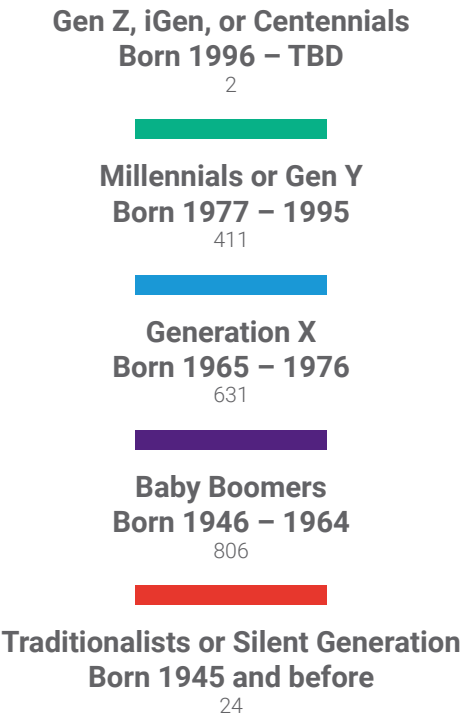 Gen Z, iGen, or Centennials
Born 1996 – TBD
2
Millennials or Gen Y
Born 1977 – 1995
411
Generation X
Born 1965 – 1976
631
Baby Boomers
Born 1946 – 1964
806
Traditionalists or Silent Generation
Born 1945 and before
24